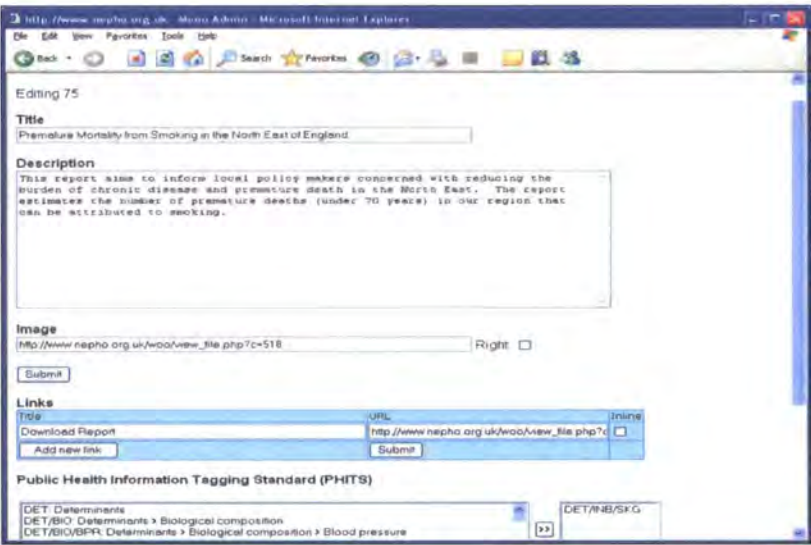 http://www.nepho.org.uk - Menu Admin - Microsoft Internet Explorer
File Edit View Favorites Tools Help
Back Search Favorites
Editing 75
Title
Premature Mortality from Smoking in the North East of England
Description
This report aims to inform local policy makers concerned with reducing the
burden of chronic disease and premature death in the North East. The report
estimates the number of premature deaths (under 70 years) in our region that
can be attributed to smoking.
Image
http://www.nepho.org.uk/woo/view_file.php?c=518 Right
Submit
Links
Title URL Inline
Download Report http://www.nepho.org.uk/woo/view_file.php?c
Add new link Submit
Public Health Information Tagging Standard (PHITS)
DET: Determinants DET/INB/SKG
DET/BIO: Determinants > Biological composition
DET/BIO/BPR: Determinants > Biological composition > Blood pressure
>>